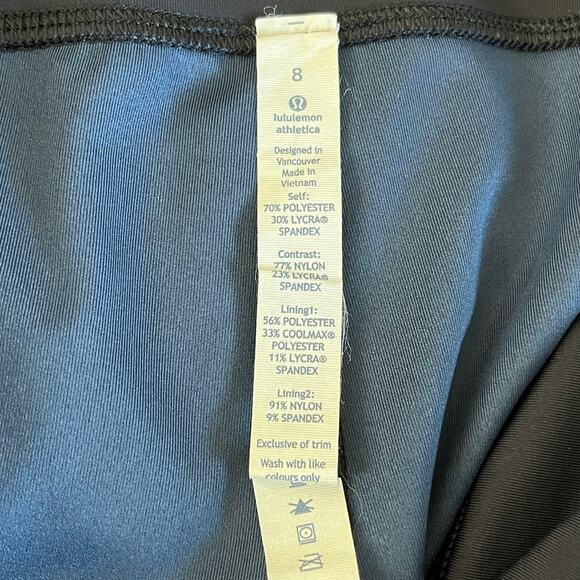 8
lululemon
athletica
Designed in
Vancouver
Made in
Vietnam
Self:
70% POLYESTER
30% LYCRA®
SPANDEX
Contrast:
77% NYLON
23% LYCRA®
SPANDEX
Lining1:
56% POLYESTER
33% COOLMAX®
POLYESTER
11% LYCRA®
SPANDEX
Lining2:
91% NYLON
9% SPANDEX
Exclusive of trim
Wash with like
colours only